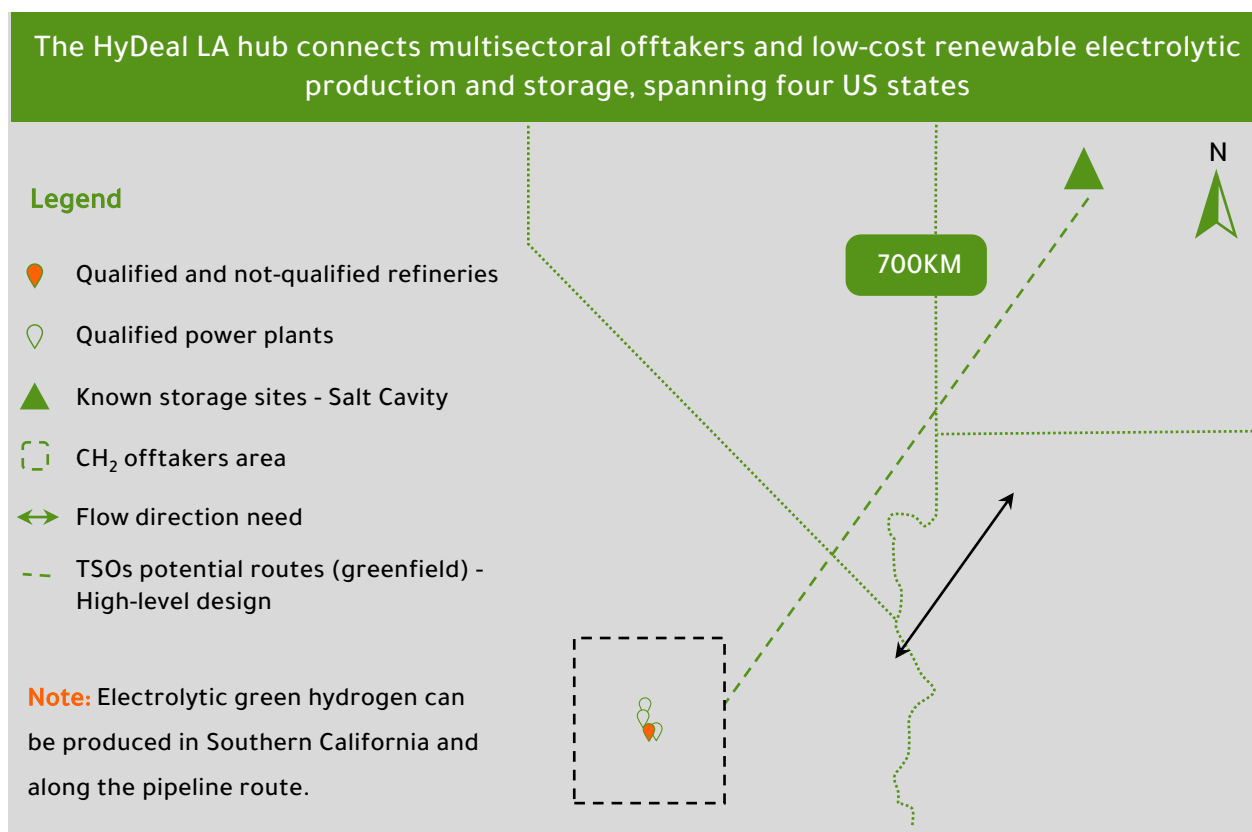 The HyDeal LA hub connects multisectoral offtakers and low-cost renewable electrolytic
production and storage, spanning four US states
N
Legend
700KM
Qualified and not-qualified refineries
Qualified power plants
Known storage sites - Salt Cavity
CH₂ offtakers area
Flow direction need
TSOs potential routes (greenfield) -
High-level design
Note: Electrolytic green hydrogen can
be produced in Southern California and
along the pipeline route.